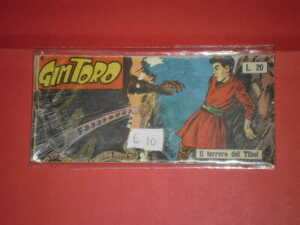 GIM TORO
L. 20
€ 10
Il terrore del Tibet